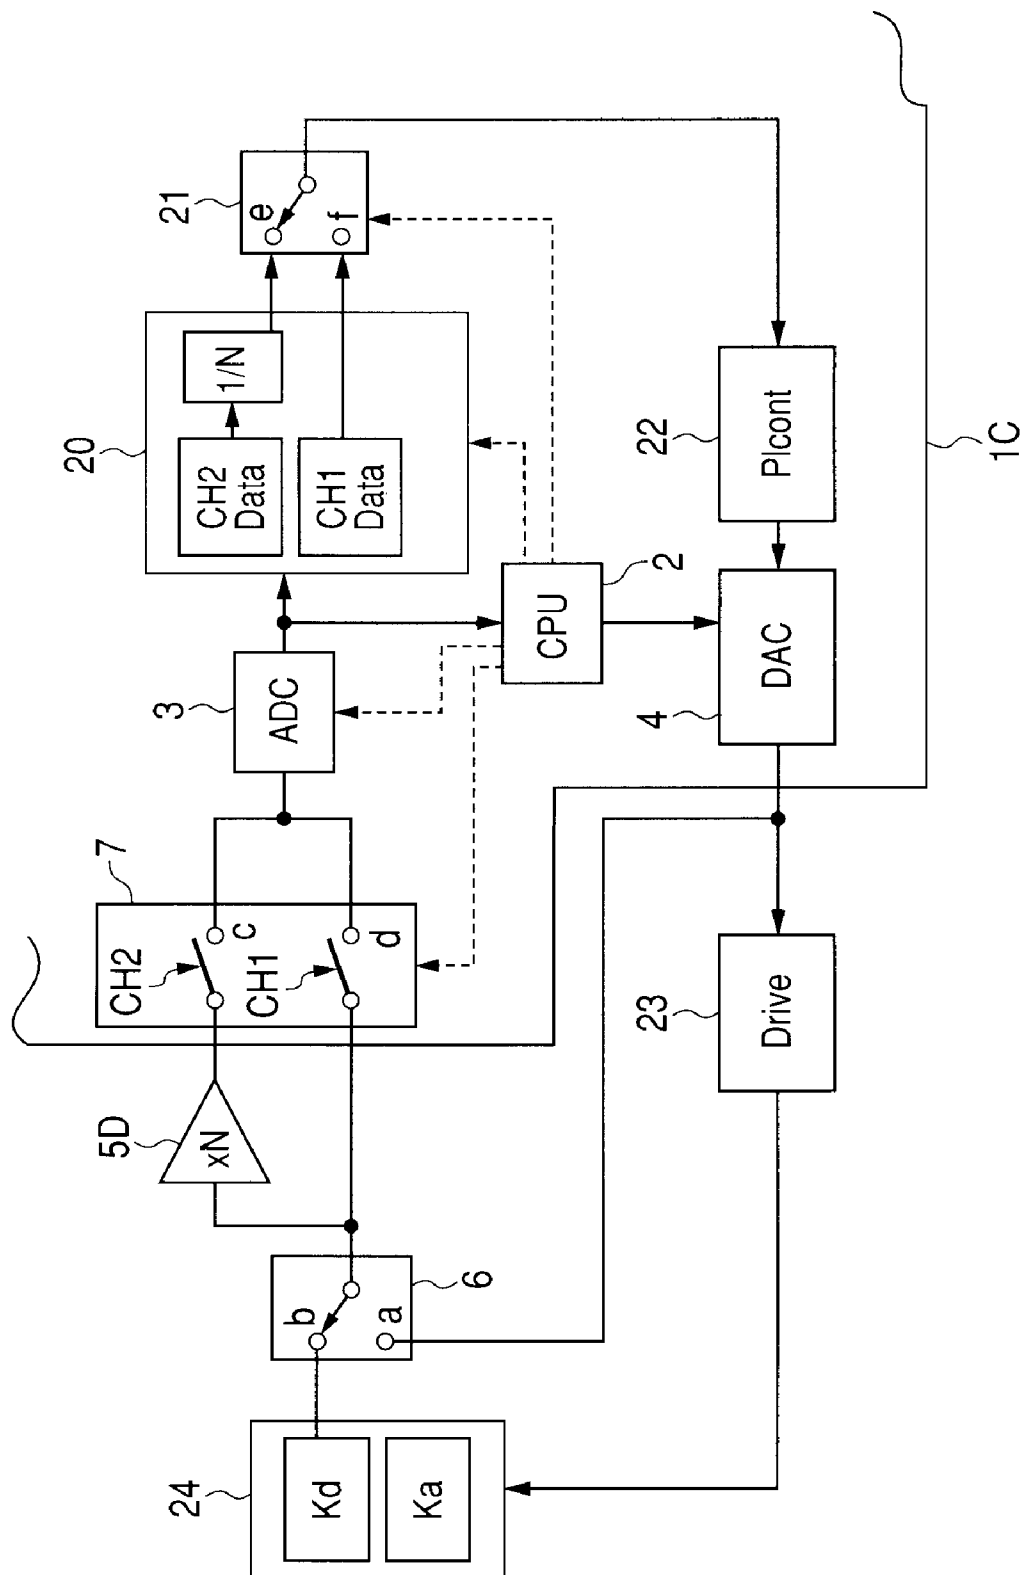 24
Kd
Ka
b
a
6
5D
xN
7
CH2
c
CH1
d
3
ADC
20
CH2
Data
1/N
CH1
Data
21
e
f
CPU
2
22
PIcont
4
DAC
23
Drive
1C